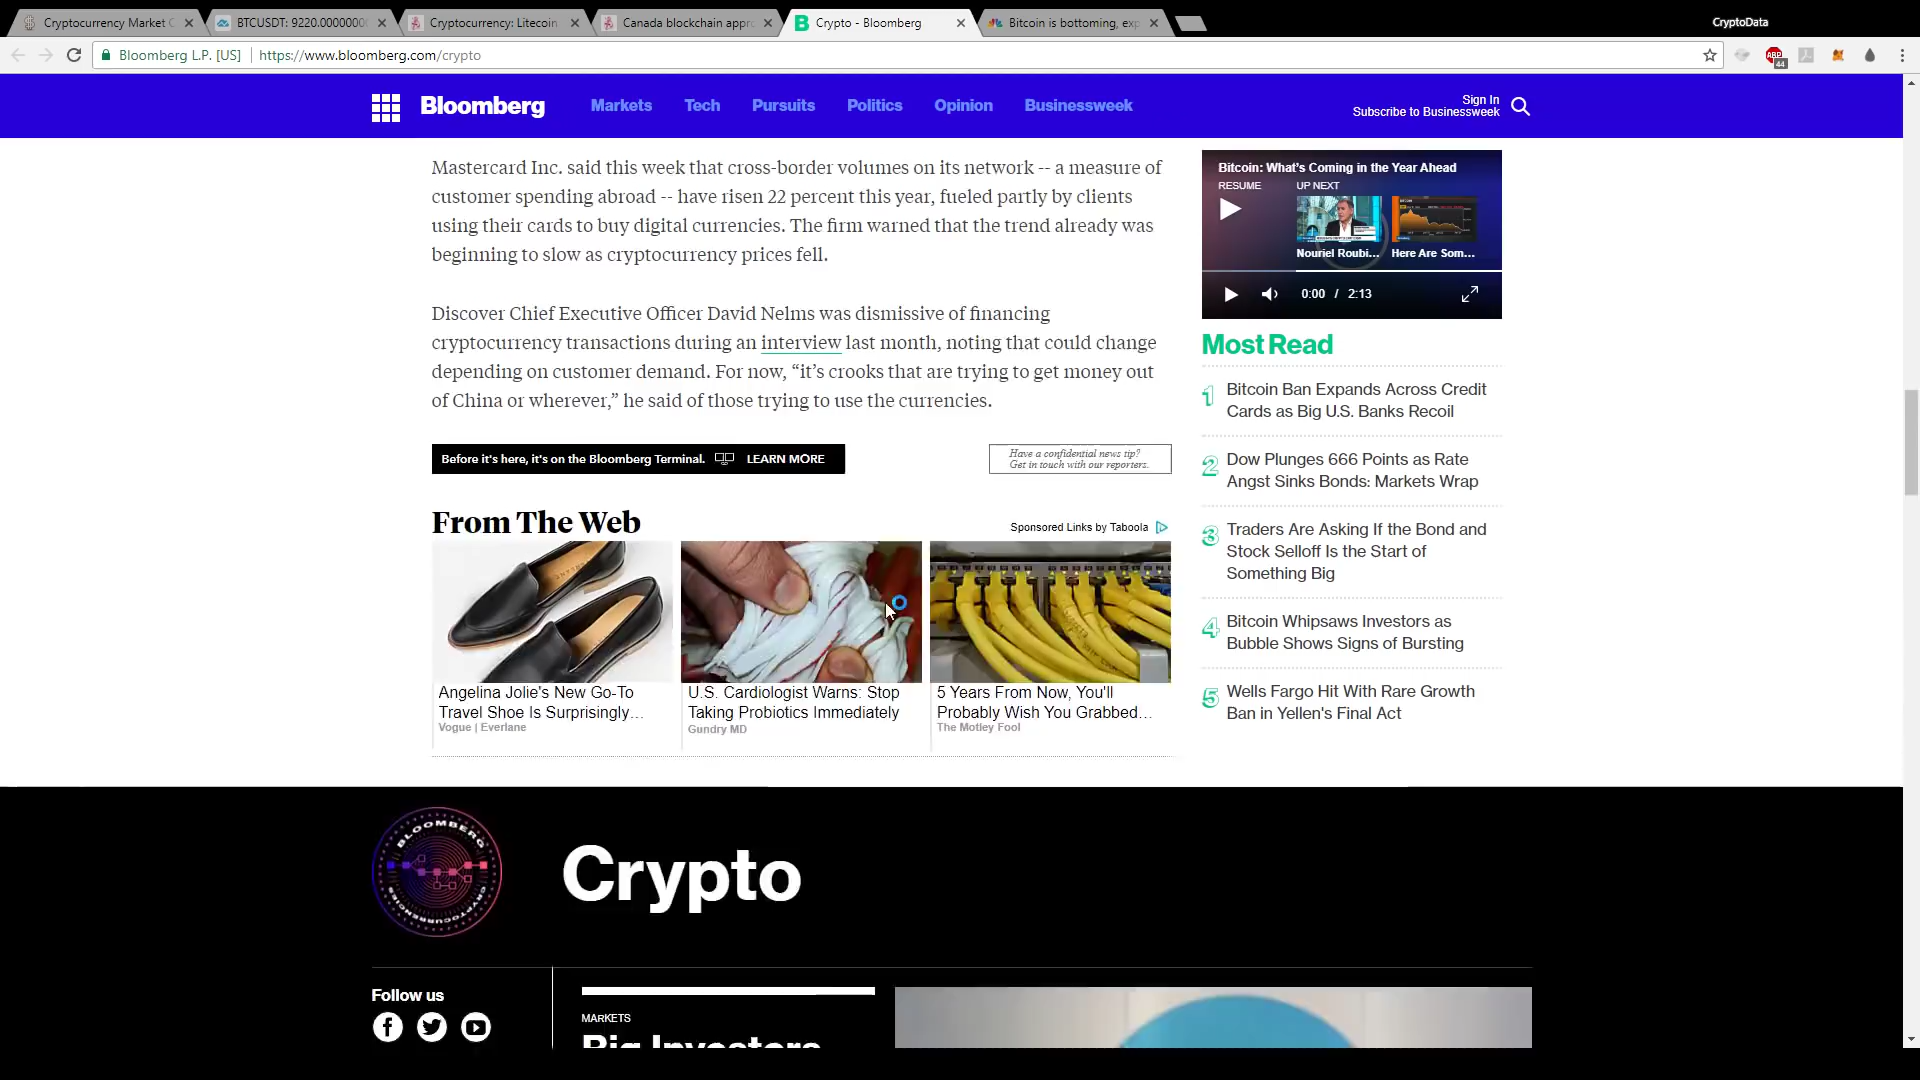 Cryptocurrency Market C
BTCUSDT: 9220.0000000
Cryptocurrency: Litecoin
Canada blockchain appr
Crypto - Bloomberg
Bitcoin is bottoming, exp
CryptoData
Bloomberg L.P. [US]
https://www.bloomberg.com/crypto
ABP
44
Bloomberg
Markets
Tech
Pursuits
Politics
Opinion
Businessweek
Sign In
Subscribe to Businessweek
Mastercard Inc. said this week that cross-border volumes on its network -- a measure of
customer spending abroad -- have risen 22 percent this year, fueled partly by clients
using their cards to buy digital currencies. The firm warned that the trend already was
beginning to slow as cryptocurrency prices fell.
Discover Chief Executive Officer David Nelms was dismissive of financing
cryptocurrency transactions during an interview last month, noting that could change
depending on customer demand. For now, “it’s crooks that are trying to get money out
of China or wherever,” he said of those trying to use the currencies.
Before it's here, it's on the Bloomberg Terminal. LEARN MORE
Have a confidential news tip?
Get in touch with our reporters.
From The Web
Sponsored Links by Taboola
Angelina Jolie's New Go-To
Travel Shoe Is Surprisingly…
Vogue | Everlane
U.S. Cardiologist Warns: Stop
Taking Probiotics Immediately
Gundry MD
5 Years From Now, You'll
Probably Wish You Grabbed…
The Motley Fool
Bitcoin: What’s Coming in the Year Ahead
RESUME
UP NEXT
Nouriel Roubi...
Here Are Som...
0:00 / 2:13
Most Read
1
Bitcoin Ban Expands Across Credit
Cards as Big U.S. Banks Recoil
2
Dow Plunges 666 Points as Rate
Angst Sinks Bonds: Markets Wrap
3
Traders Are Asking If the Bond and
Stock Selloff Is the Start of
Something Big
4
Bitcoin Whipsaws Investors as
Bubble Shows Signs of Bursting
5
Wells Fargo Hit With Rare Growth
Ban in Yellen's Final Act
BLOOMBERG
CRYPTOCURRENCIES
Crypto
Follow us
MARKETS
Big Investors